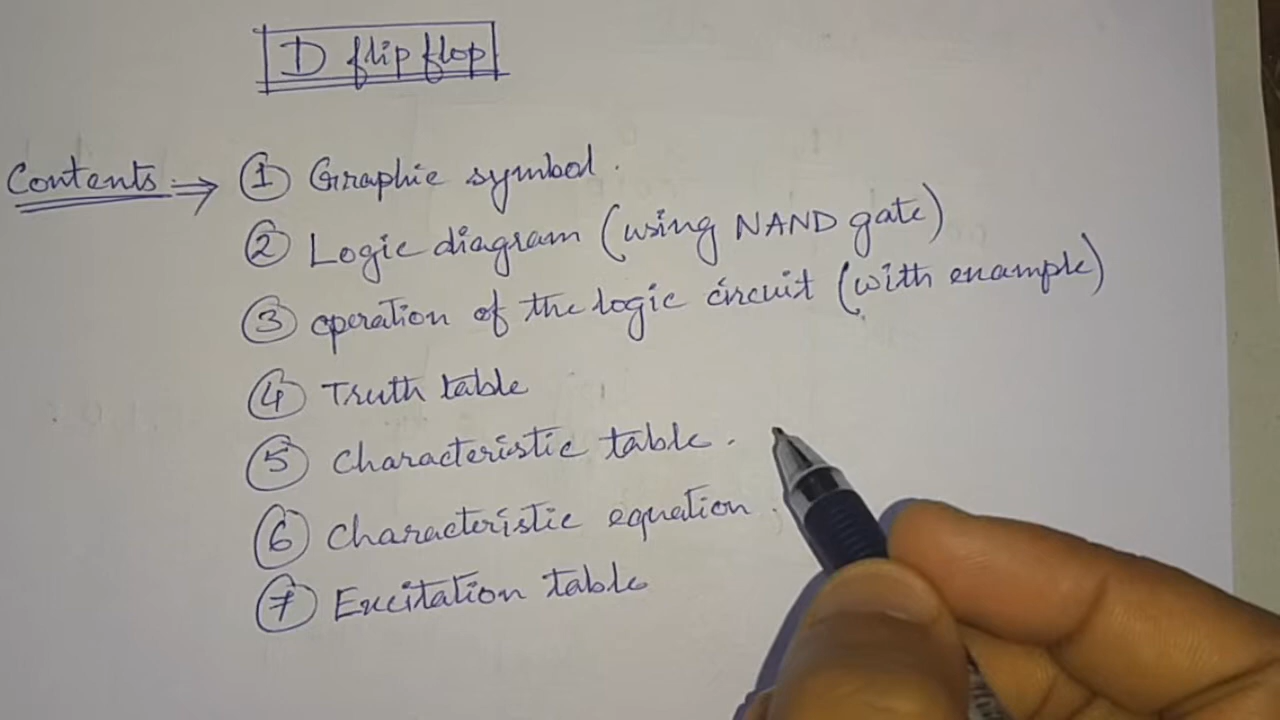 D flip flop
Contents ⇒ ① Graphic symbol.
② Logic diagram (using NAND gate)
③ operation of the logic circuit (with example)
④ Truth table
⑤ characteristic table.
⑥ characteristic equation.
⑦ Excitation table